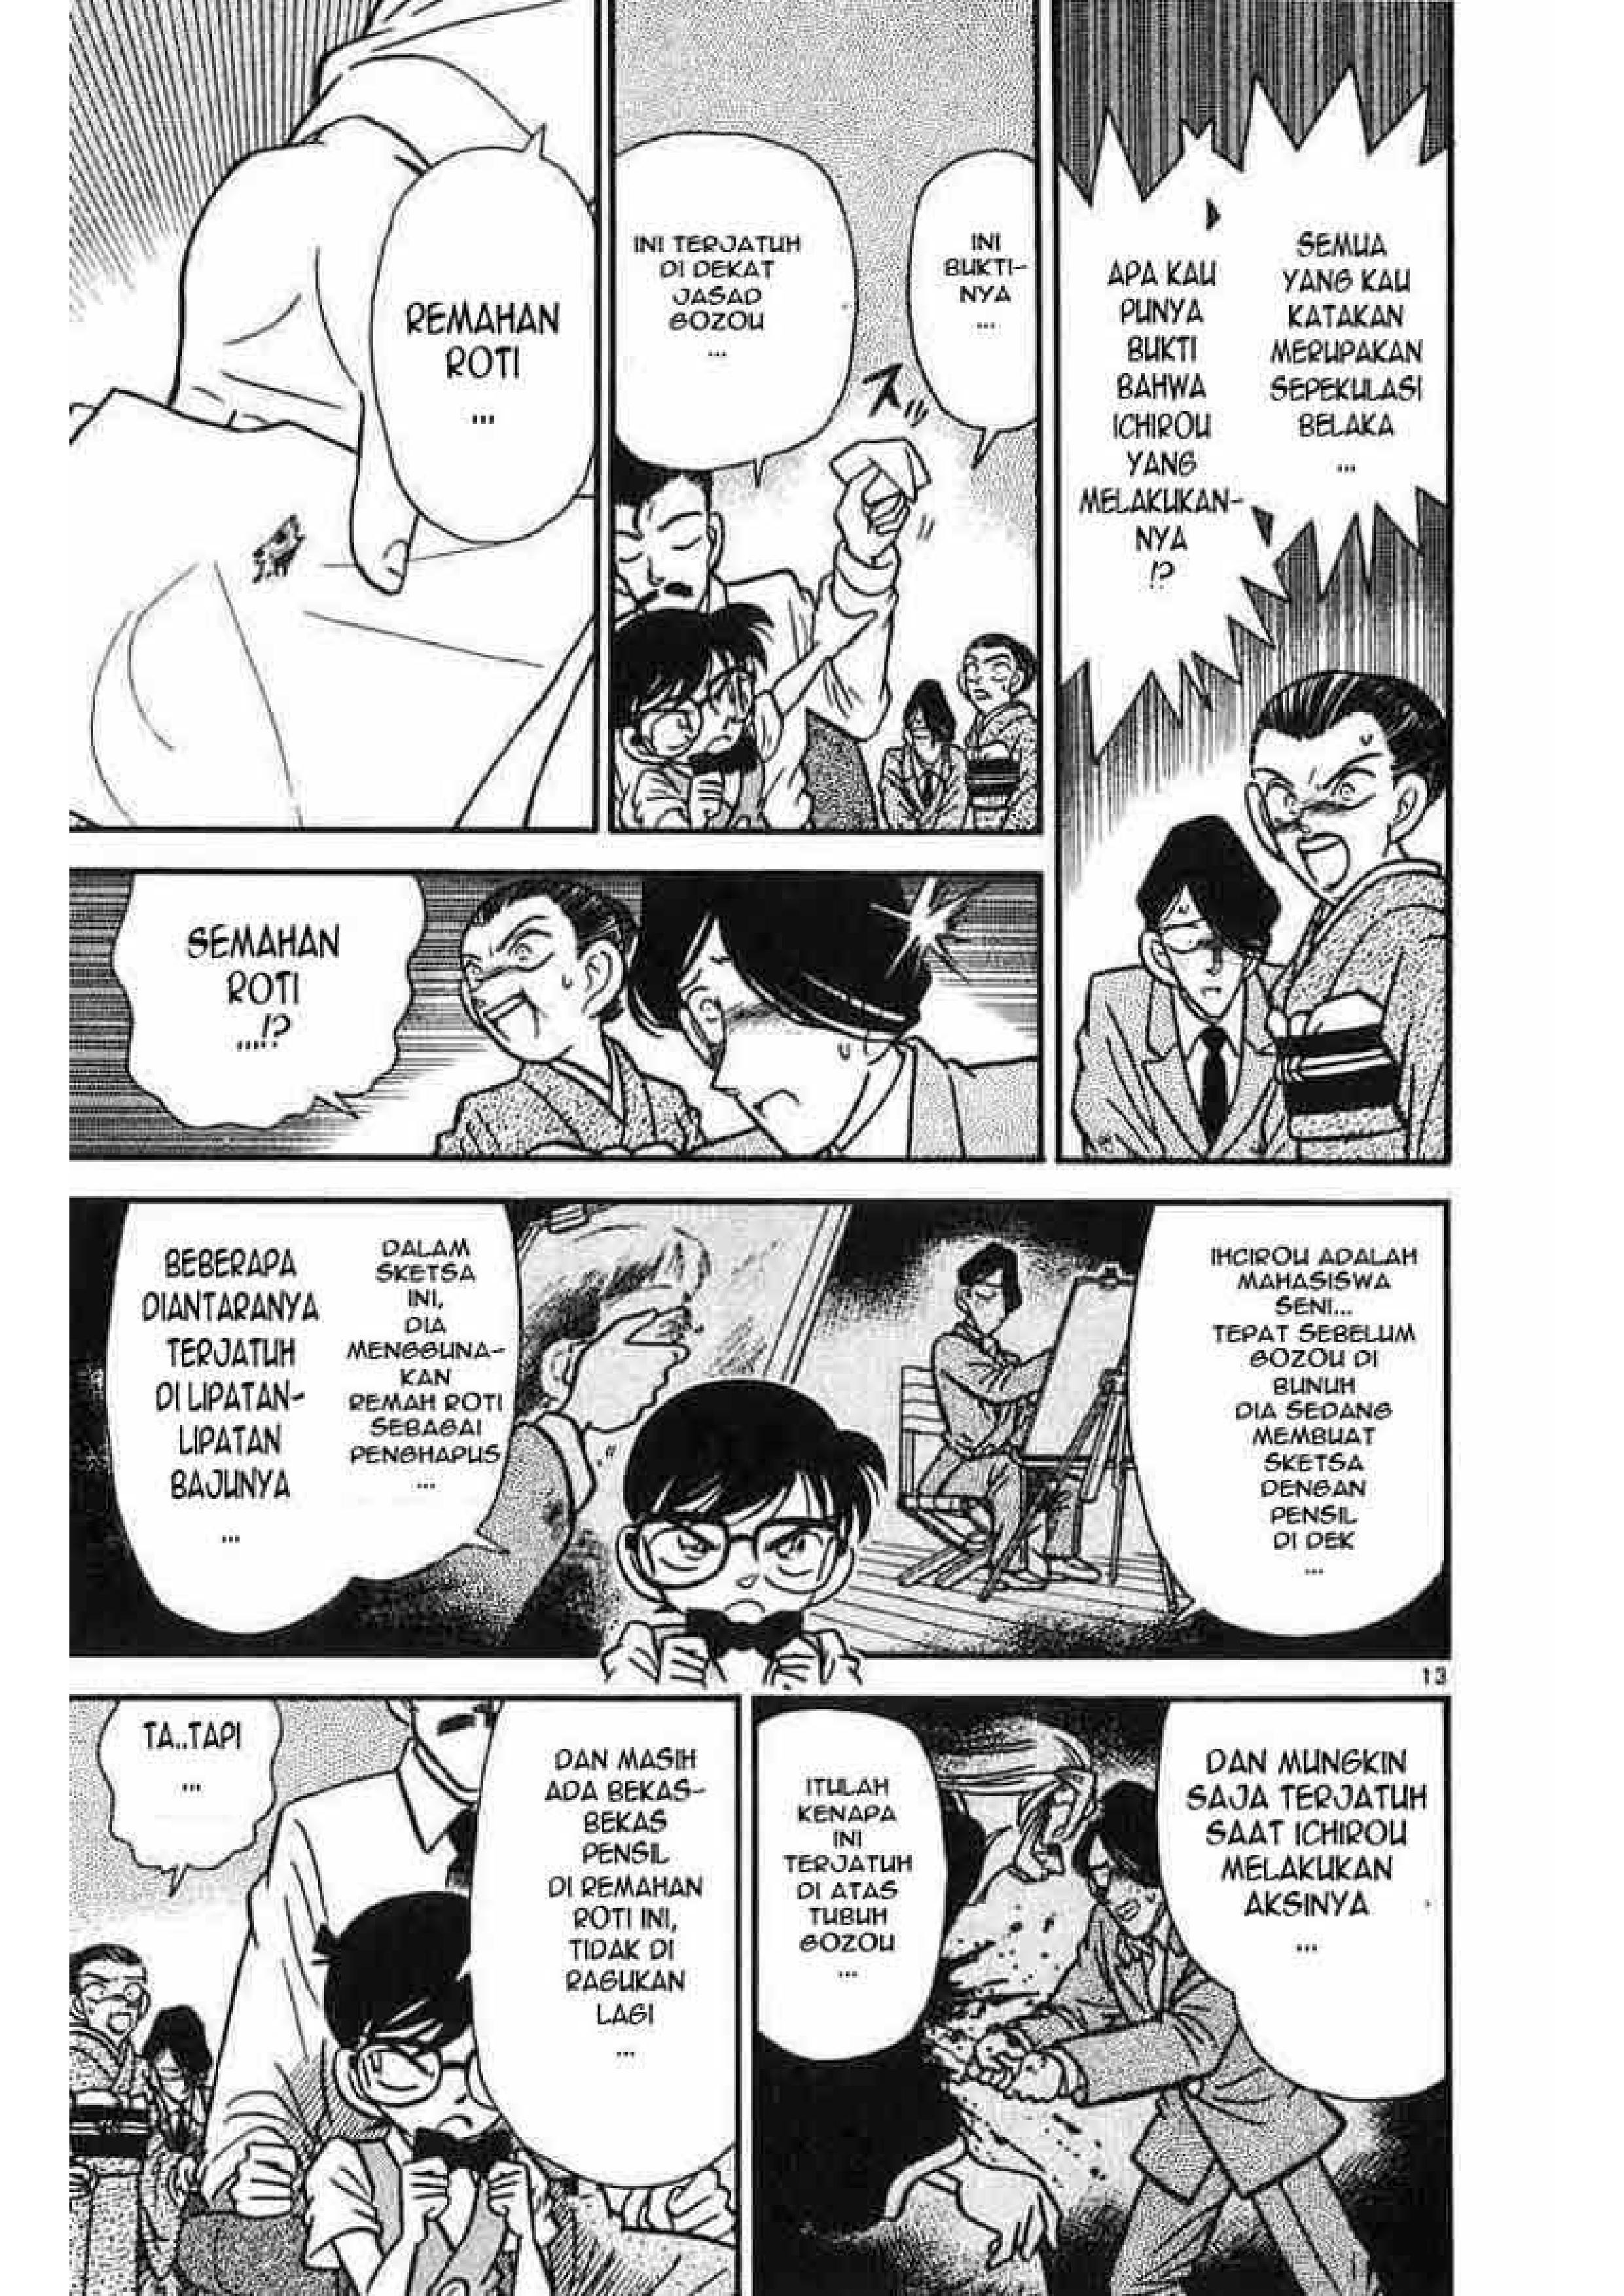 SEMUA
YANG KAU
KATAKAN
MERUPAKAN
SEPEKULASI
BELAKA
...
APA KAU
PUNYA
BUKTI
BAHWA
ICHIROU
YANG
MELAKUKAN-
NYA
!?
INI
BUKTI-
NYA
...
INI TERJATUH
DI DEKAT
JASAD
GOZOU
...
スッ
REMAHAN
ROTI
...
SEMAHAN
ROTI
....!?
IHCIROU ADALAH
MAHASISWA
SENI...
TEPAT SEBELUM
GOZOU DI
BUNUH
DIA SEDANG
MEMBUAT
SKETSA
DENGAN
PENSIL
DI DEK
...
DALAM
SKETSA
INI,
DIA
MENGGUNA-
KAN
REMAH ROTI
SEBAGAI
PENGHAPUS
...
BEBERAPA
DIANTARANYA
TERJATUH
DI LIPATAN-
LIPATAN
BAJUNYA
...
13
DAN MUNGKIN
SAJA TERJATUH
SAAT ICHIROU
MELAKUKAN
AKSINYA
...
ITULAH
KENAPA
INI
TERJATUH
DI ATAS
TUBUH
GOZOU
...
DAN MASIH
ADA BEKAS-
BEKAS
PENSIL
DI REMAHAN
ROTI INI,
TIDAK DI
RAGUKAN
LAGI
...
TA..TAPI
...